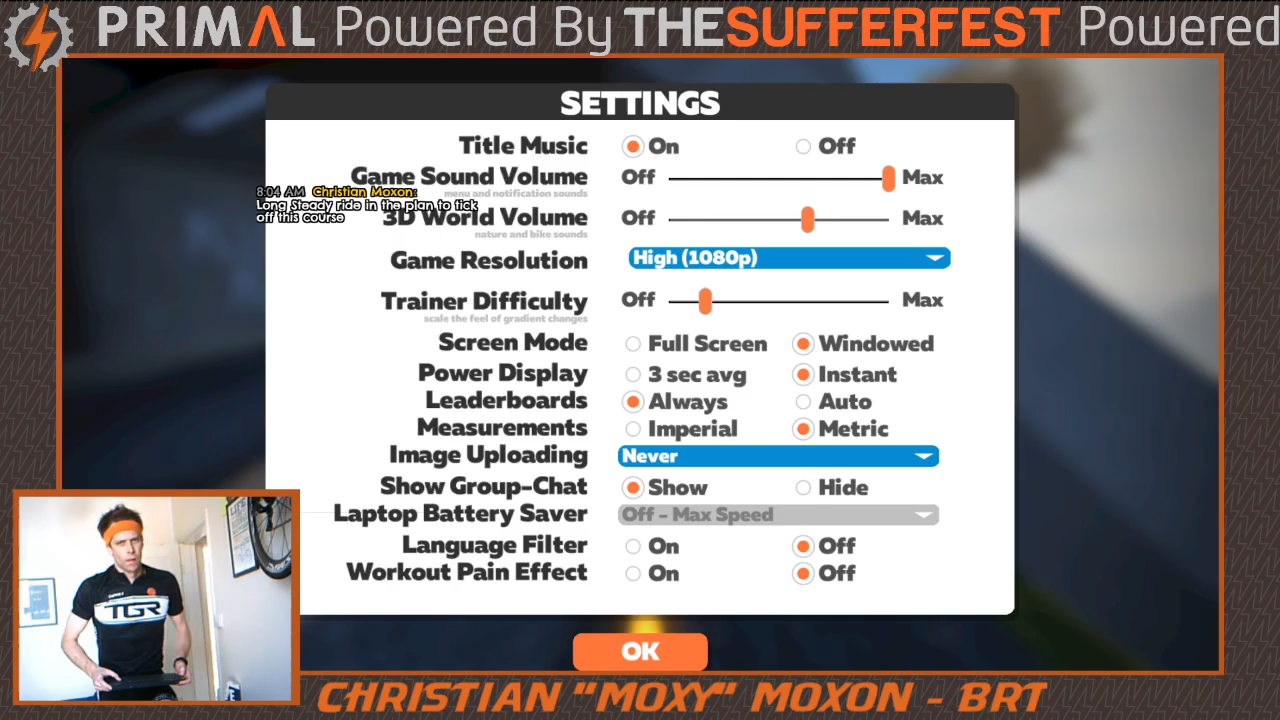 PRIMAL Powered By THESUFFERFEST Powered
SETTINGS
Title Music On Off
Game Sound Volume Off Max
menu and notification sounds
8:04 AM Christian Moxon:
Long Steady ride in the plan to tick
off this course
3D World Volume Off Max
nature and bike sounds
Game Resolution High (1080p)
Trainer Difficulty Off Max
scale the feel of gradient changes
Screen Mode Full Screen Windowed
Power Display 3 sec avg Instant
Leaderboards Always Auto
Measurements Imperial Metric
Image Uploading Never
Show Group-Chat Show Hide
Laptop Battery Saver Off - Max Speed
Language Filter On Off
Workout Pain Effect On Off
OK
TGR
CHRISTIAN "MOXY" MOXON - BRT